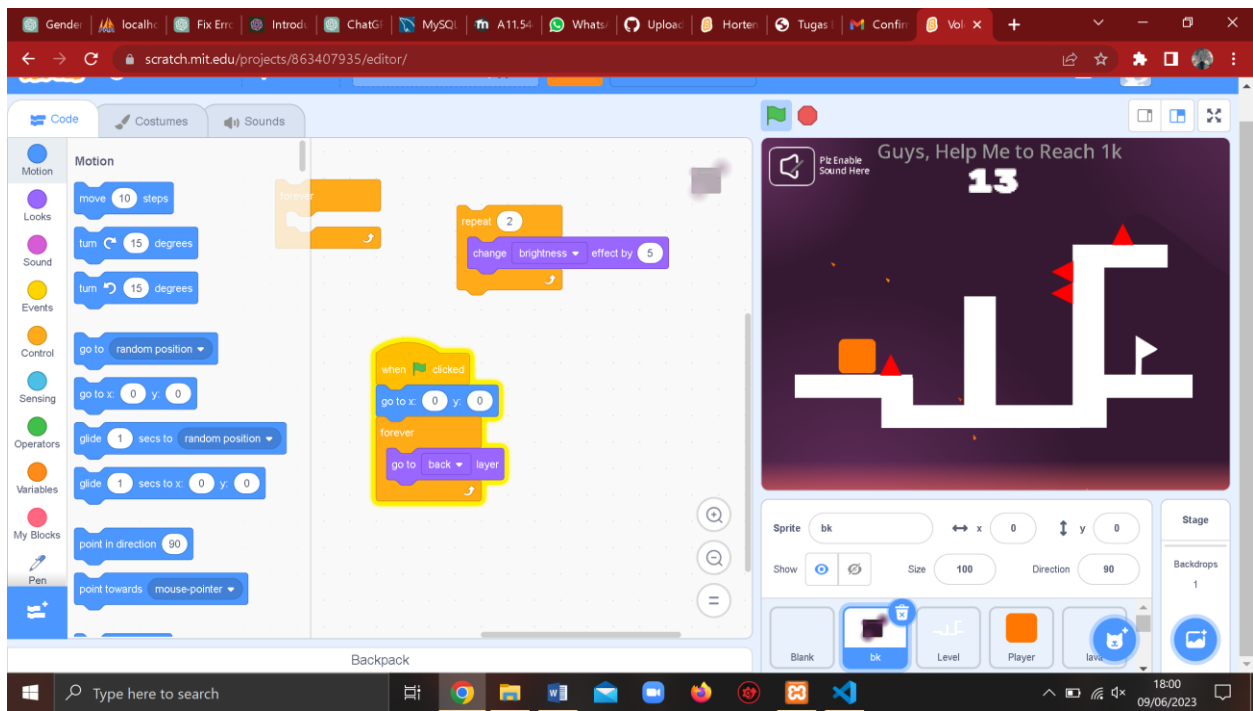 Gender
localho
Fix Erro
Introdu
ChatGP
MySQL
A11.54
Whats
Upload
Horten
Tugas
Confirm
Vol
scratch.mit.edu/projects/863407935/editor/
Code
Costumes
Sounds
Motion
Looks
Sound
Events
Control
Sensing
Operators
Variables
My Blocks
Pen
Motion
move 10 steps
turn 15 degrees
turn 15 degrees
go to random position
go to x: 0 y: 0
glide 1 secs to random position
glide 1 secs to x: 0 y: 0
point in direction 90
point towards mouse-pointer
forever
repeat 2
change brightness effect by 5
when clicked
go to x: 0 y: 0
forever
go to back layer
Backpack
Plz Enable
Sound Here
Guys, Help Me to Reach 1k
13
Sprite bk x 0 y 0
Show Size 100 Direction 90
Blank
bk
Level
Player
lava
Stage
Backdrops
1
Type here to search
18:00
09/06/2023